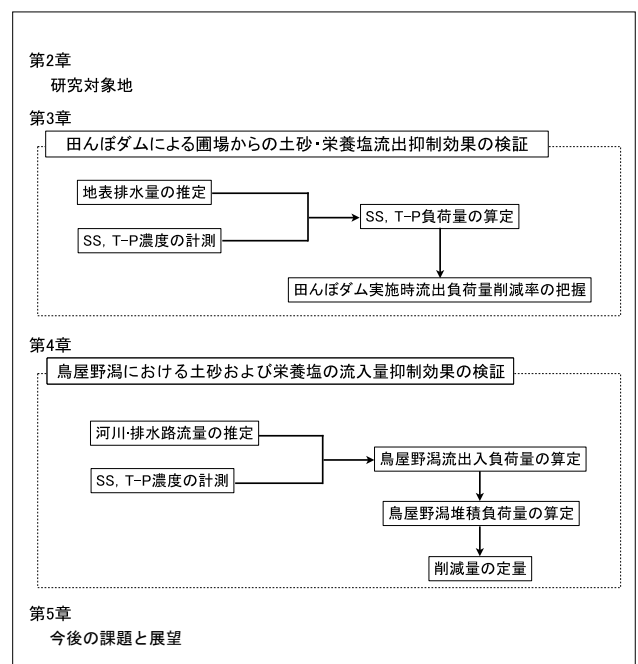 第2章
研究対象地
第3章
田んぼダムによる圃場からの土砂・栄養塩流出抑制効果の検証
地表排水量の推定
SS, T-P濃度の計測
SS, T-P負荷量の算定
田んぼダム実施時流出負荷量削減率の把握
第4章
鳥屋野潟における土砂および栄養塩の流入量抑制効果の検証
河川・排水路流量の推定
SS, T-P濃度の計測
鳥屋野潟流出入負荷量の算定
鳥屋野潟堆積負荷量の算定
削減量の定量
第5章
今後の課題と展望